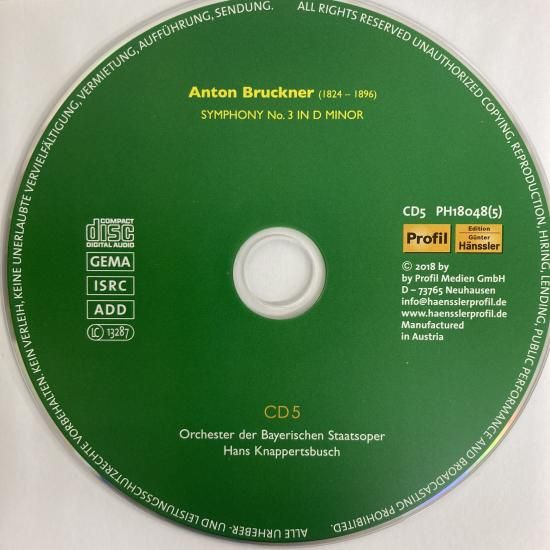 Anton Bruckner (1824 – 1896)
SYMPHONY No. 3 IN D MINOR
COMPACT
disc
DIGITAL AUDIO
GEMA
ISRC
ADD
LC 13287
CD5 PH18048(5)
Profil
Edition
Günter
Hänssler
© 2018 by
by Profil Medien GmbH
D – 73765 Neuhausen
info@haensslerprofil.de
www.haensslerprofil.de
Manufactured
in Austria
CD 5
Orchester der Bayerischen Staatsoper
Hans Knappertsbusch
ALL RIGHTS RESERVED UNAUTHORIZED COPYING, REPRODUCTION, HIRING, LENDING, PUBLIC PERFORMANCE AND BROADCASTING PROHIBITED.
ALLE URHEBER- UND LEISTUNGSSCHUTZRECHTE VORBEHALTEN. KEIN VERLEIH, KEINE UNERLAUBTE VERVIELFÄLTIGUNG, VERMIETUNG, AUFFÜHRUNG, SENDUNG.